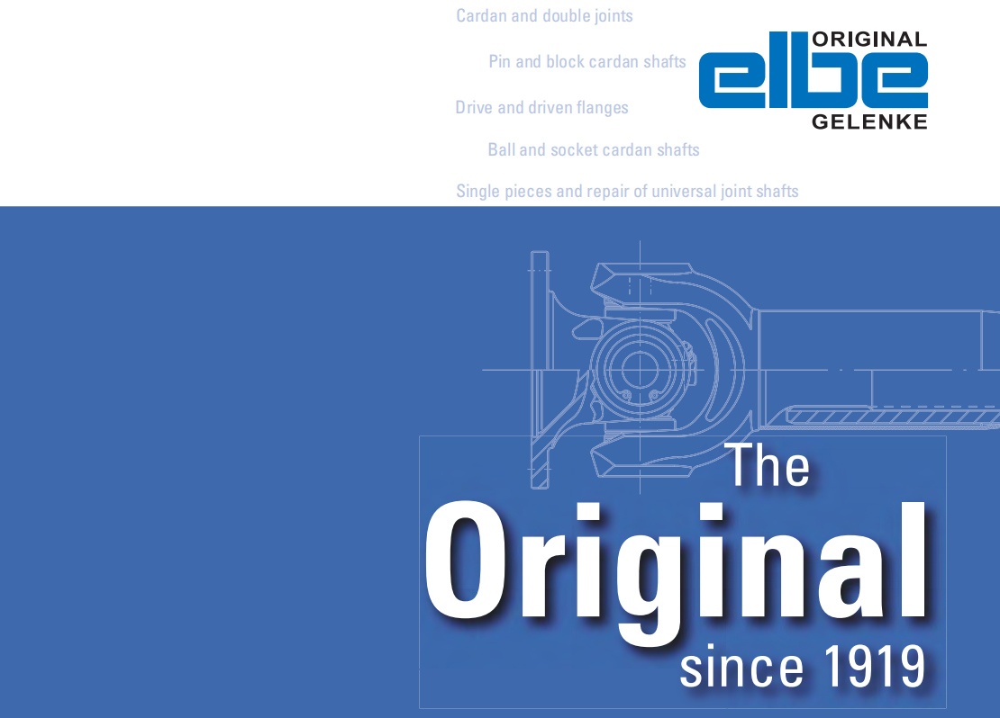 Cardan and double joints
ORIGINAL
elbe
GELENKE
Pin and block cardan shafts
Drive and driven flanges
Ball and socket cardan shafts
Single pieces and repair of universal joint shafts
The
Original
since 1919